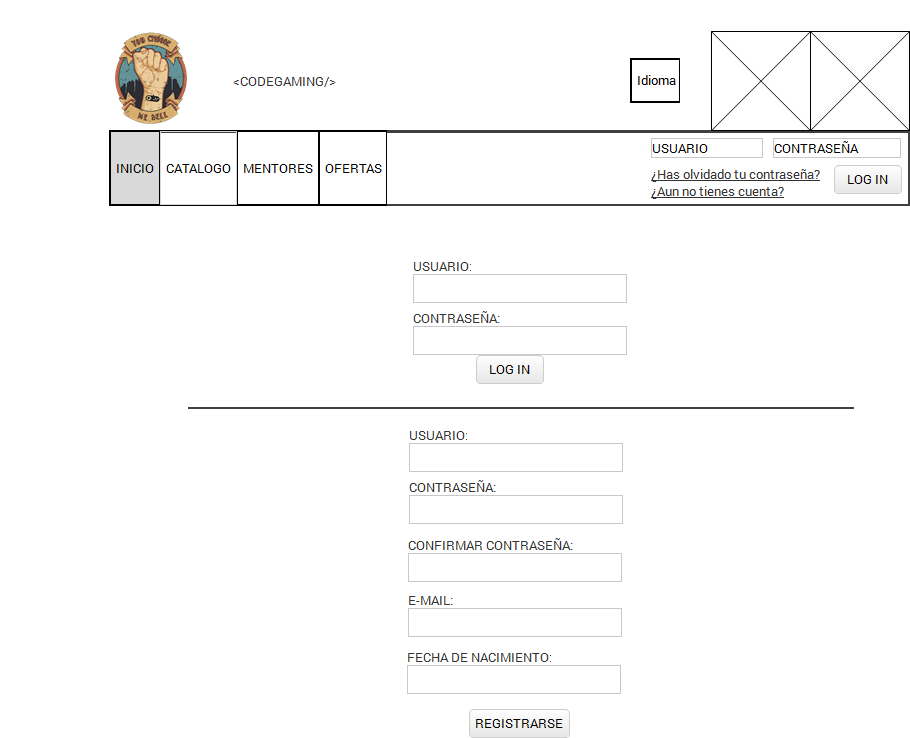 YOU CHOOSE
WE SELL
<CODEGAMING/>
Idioma
INICIO
CATALOGO
MENTORES
OFERTAS
USUARIO
CONTRASEÑA
¿Has olvidado tu contraseña?
¿Aun no tienes cuenta?
LOG IN
USUARIO:
CONTRASEÑA:
LOG IN
USUARIO:
CONTRASEÑA:
CONFIRMAR CONTRASEÑA:
E-MAIL:
FECHA DE NACIMIENTO:
REGISTRARSE